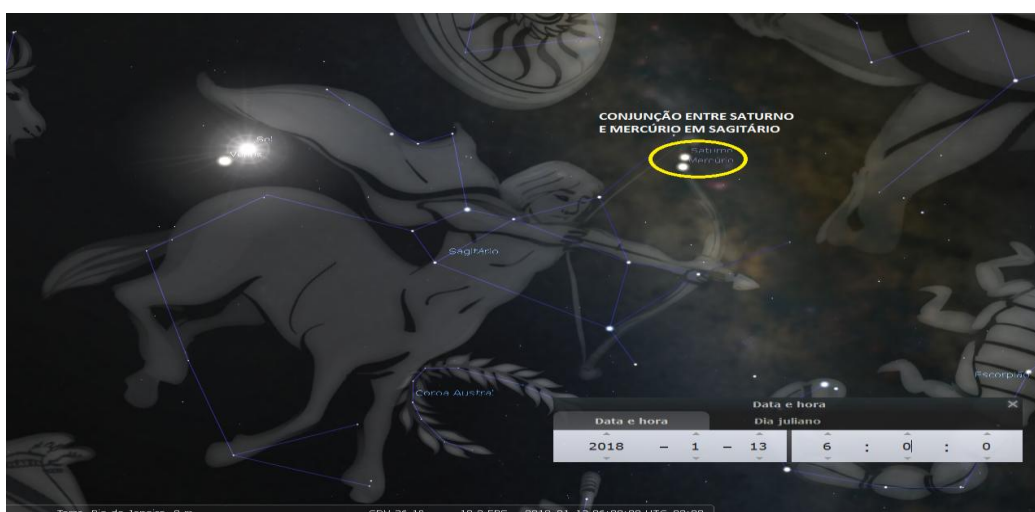 CONJUNÇÃO ENTRE SATURNO
E MERCÚRIO EM SAGITÁRIO
Sol
Saturno
Mercúrio
Sagitário
Coroa Austral
Escorpião
Data e hora ×
Data e hora Dia juliano
2018 - 1 - 13 6 : 0 : 0